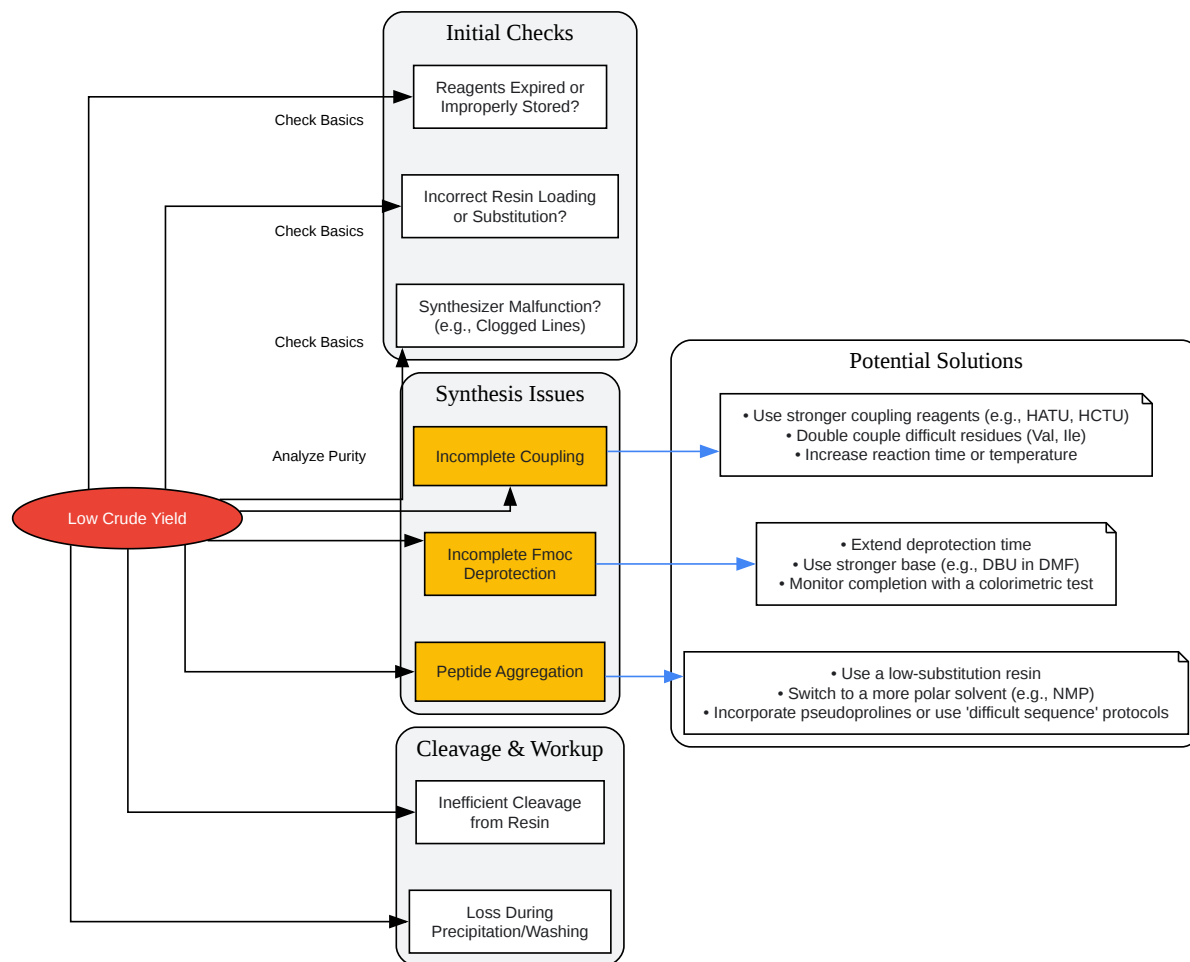 Initial Checks
Reagents Expired or
Improperly Stored?
Check Basics
Incorrect Resin Loading
or Substitution?
Check Basics
Synthesizer Malfunction?
(e.g., Clogged Lines)
Check Basics
Synthesis Issues
Incomplete Coupling
Analyze Purity
Low Crude Yield
Incomplete Fmoc
Deprotection
Peptide Aggregation
Potential Solutions
• Use stronger coupling reagents (e.g., HATU, HCTU)
• Double couple difficult residues (Val, Ile)
• Increase reaction time or temperature
• Extend deprotection time
• Use stronger base (e.g., DBU in DMF)
• Monitor completion with a colorimetric test
• Use a low-substitution resin
• Switch to a more polar solvent (e.g., NMP)
• Incorporate pseudoprolines or use 'difficult sequence' protocols
Cleavage & Workup
Inefficient Cleavage
from Resin
Loss During
Precipitation/Washing